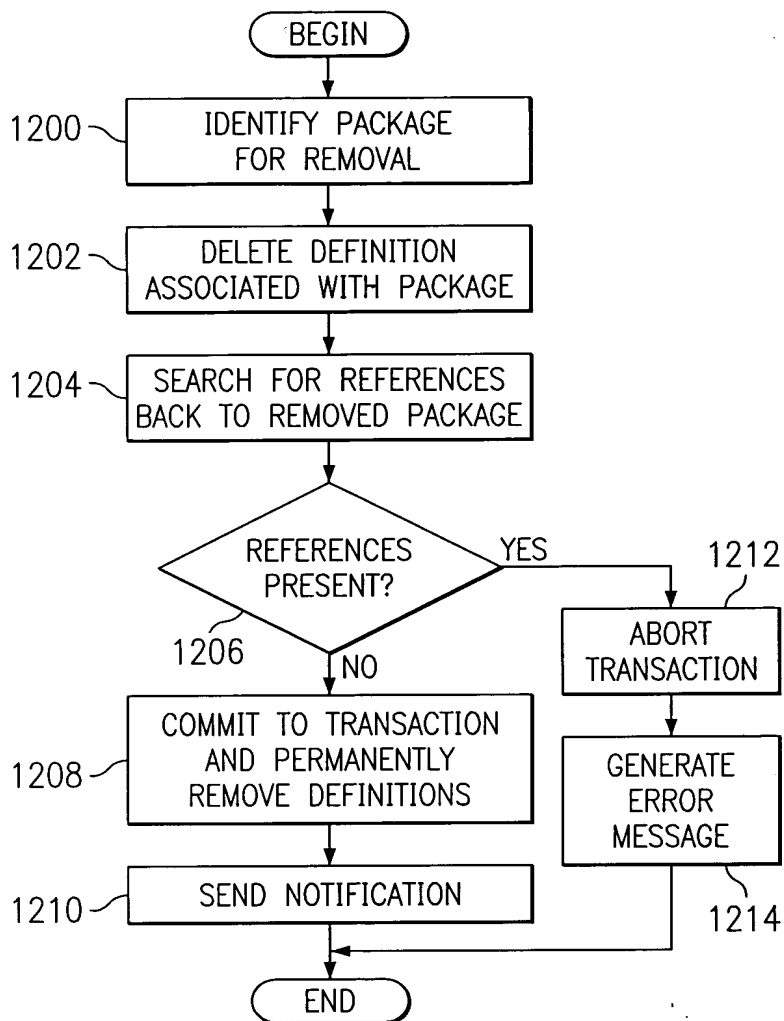 BEGIN
1200
IDENTIFY PACKAGE
FOR REMOVAL
1202
DELETE DEFINITION
ASSOCIATED WITH PACKAGE
1204
SEARCH FOR REFERENCES
BACK TO REMOVED PACKAGE
REFERENCES
PRESENT?
YES
1206
NO
1212
ABORT
TRANSACTION
1208
COMMIT TO TRANSACTION
AND PERMANENTLY
REMOVE DEFINITIONS
GENERATE
ERROR
MESSAGE
1214
1210
SEND NOTIFICATION
END